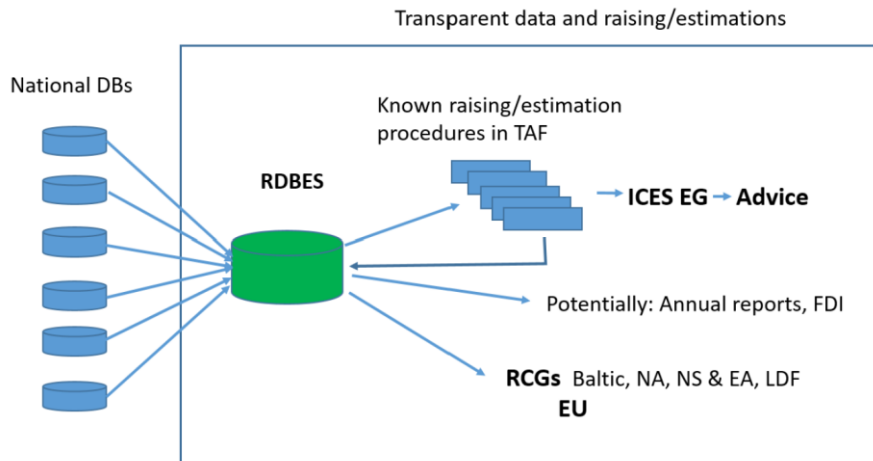 Transparent data and raising/estimations
National DBs
Known raising/estimation
procedures in TAF
RDBES
ICES EG
Advice
Potentially: Annual reports, FDI
RCGs Baltic, NA, NS & EA, LDF
EU